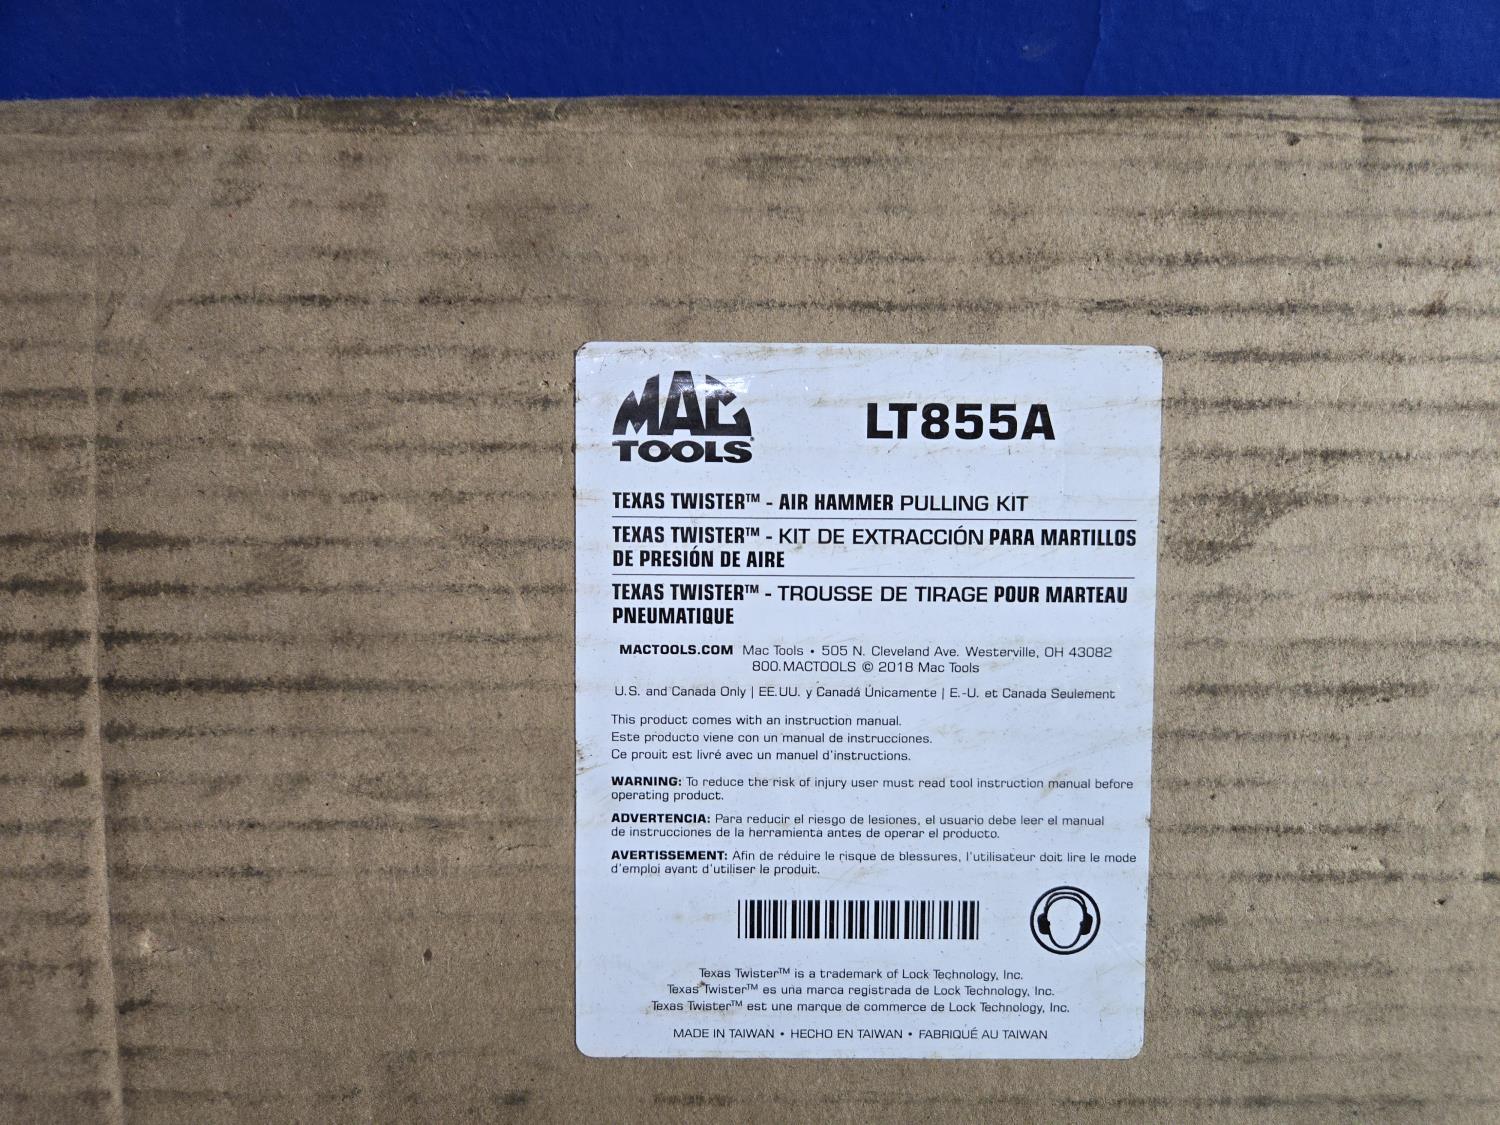 MAC
TOOLS
LT855A
TEXAS TWISTER™ - AIR HAMMER PULLING KIT
TEXAS TWISTER™ - KIT DE EXTRACCIÓN PARA MARTILLOS
DE PRESIÓN DE AIRE
TEXAS TWISTER™ - TROUSSE DE TIRAGE POUR MARTEAU
PNEUMATIQUE
MACTOOLS.COM Mac Tools • 505 N. Cleveland Ave. Westerville, OH 43082
800.MACTOOLS © 2018 Mac Tools
U.S. and Canada Only | EE.UU. y Canadá Únicamente | E.-U. et Canada Seulement
This product comes with an instruction manual.
Este producto viene con un manual de instrucciones.
Ce prouit est livré avec un manuel d'instructions.
WARNING: To reduce the risk of injury user must read tool instruction manual before
operating product.
ADVERTENCIA: Para reducir el riesgo de lesiones, el usuario debe leer el manual
de instrucciones de la herramienta antes de operar el producto.
AVERTISSEMENT: Afin de réduire le risque de blessures, l'utilisateur doit lire le mode
d'emploi avant d'utiliser le produit.
Texas Twister™ is a trademark of Lock Technology, Inc.
Texas Twister™ es una marca registrada de Lock Technology, Inc.
Texas Twister™ est une marque de commerce de Lock Technology, Inc.
MADE IN TAIWAN • HECHO EN TAIWAN • FABRIQUÉ AU TAIWAN